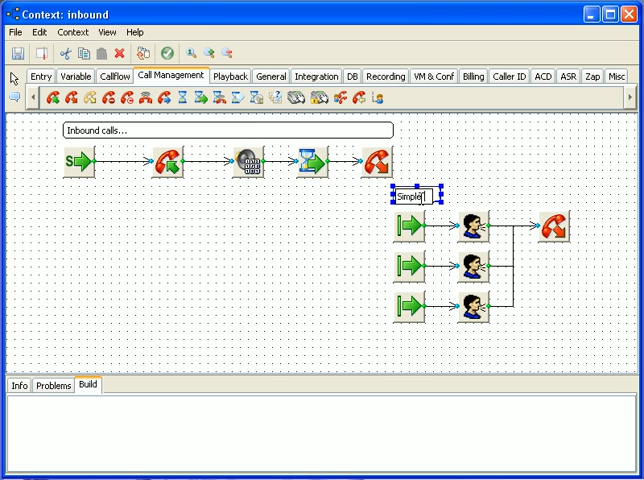 Context: inbound
File Edit Context View Help
Entry Variable Callflow Call Management Playback General Integration DB Recording VM & Conf Billing Caller ID ACD ASR Zap Misc
Inbound calls...
S
Simple
Info Problems Build